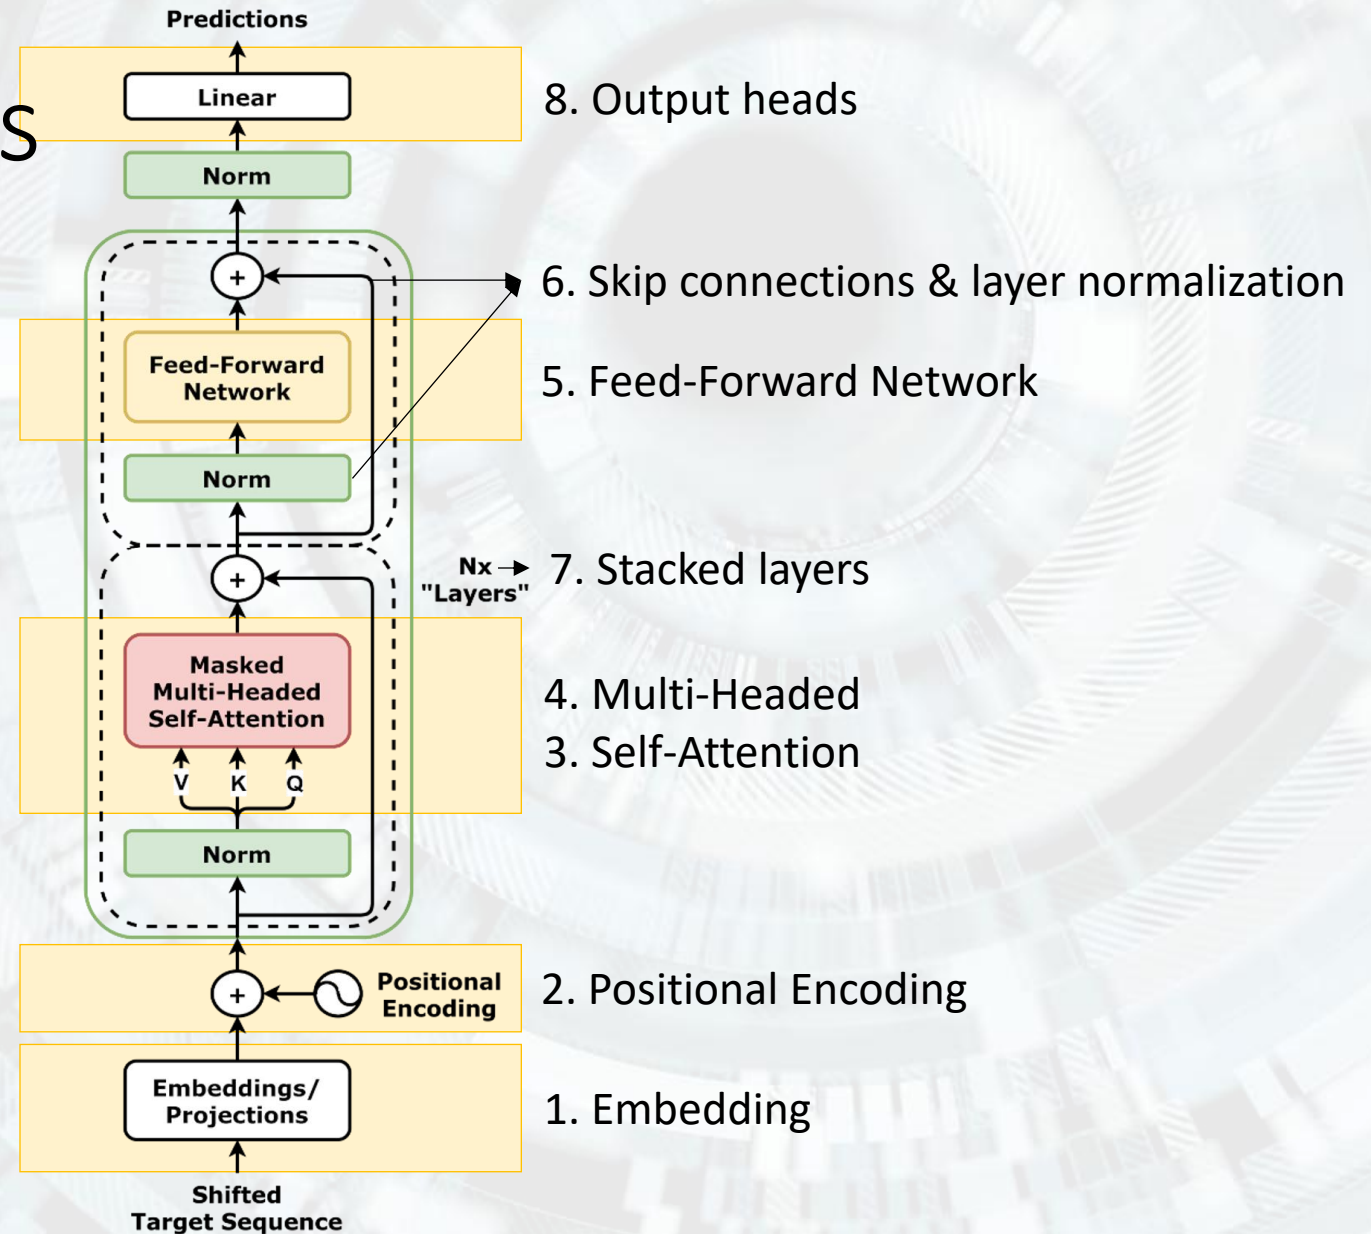 Predictions
Linear
8. Output heads
s
Norm
+
6. Skip connections & layer normalization
Feed-Forward
Network
5. Feed-Forward Network
Norm
+
Nx
"Layers"
7. Stacked layers
Masked
Multi-Headed
Self-Attention
4. Multi-Headed
3. Self-Attention
V K Q
Norm
+
Positional
Encoding
2. Positional Encoding
Embeddings/
Projections
1. Embedding
Shifted
Target Sequence